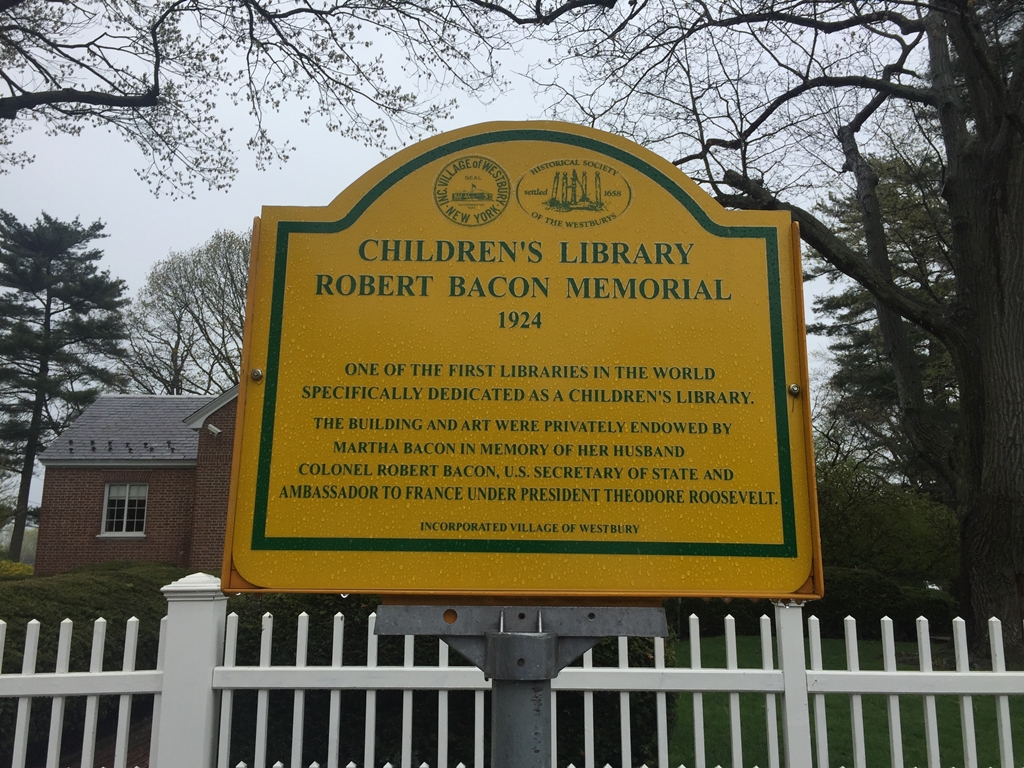 INC. VILLAGE of WESTBURY
SEAL
NEW YORK
HISTORICAL SOCIETY
settled 1658
OF THE WESTBURYS
CHILDREN'S LIBRARY
ROBERT BACON MEMORIAL
1924
ONE OF THE FIRST LIBRARIES IN THE WORLD
SPECIFICALLY DEDICATED AS A CHILDREN'S LIBRARY.
THE BUILDING AND ART WERE PRIVATELY ENDOWED BY
MARTHA BACON IN MEMORY OF HER HUSBAND
COLONEL ROBERT BACON, U.S. SECRETARY OF STATE AND
AMBASSADOR TO FRANCE UNDER PRESIDENT THEODORE ROOSEVELT.
INCORPORATED VILLAGE OF WESTBURY